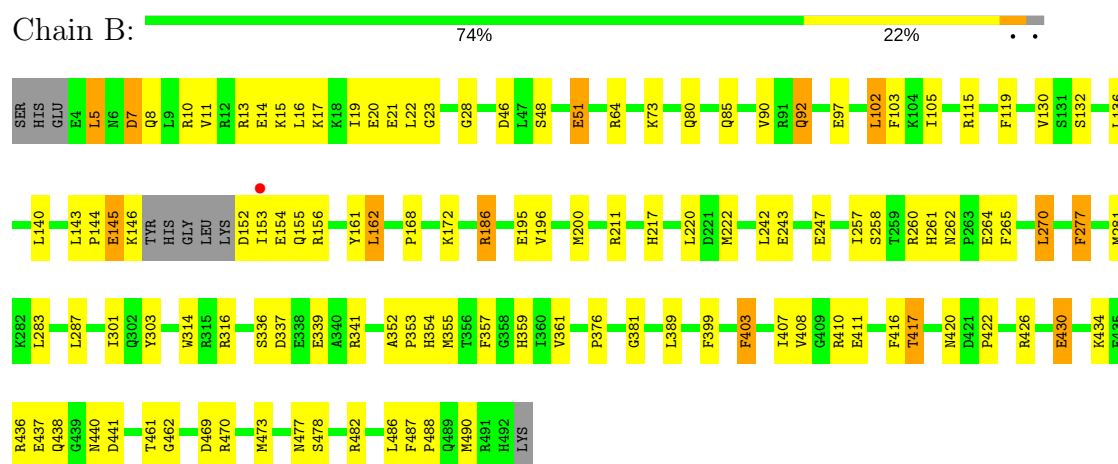 Chain B:
74% 22% • •
SER HIS GLU E4 L5 N6 D7 Q8 L9 R10 V11 R12 R13 E14 K15 L16 K17 K18 I19 E20 E21 L22 G23 G28 D46 L47 S48 E51 R64 K73 Q80 Q85 V90 R91 Q92 E97 L102 F103 K104 I105 R115 F119 V130 S131 S132 L136
L140 L143 P144 E145 K146 TYR HIS GLY LEU LYS D152 I153 E154 Q155 R156 Y161 L162 P168 K172 R186 E195 V196 M200 R211 H217 L220 D221 M222 L242 E243 E247 I257 S258 T259 R260 H261 N262 P263 E264 F265 L270 F277 M281
K282 L283 L287 I301 Q302 Y303 W314 R315 R316 S336 D337 E338 E339 A340 R341 A352 P353 H354 M355 T356 F357 G358 H359 I360 V361 P376 G381 L389 F399 F403 I407 V408 G409 R410 E411 F416 T417 N420 D421 P422 R426 E430 K434 E435
R436 E437 Q438 G439 N440 D441 T461 G462 D469 R470 M473 N477 S478 R482 L486 F487 P488 Q489 M490 R491 H492 LYS